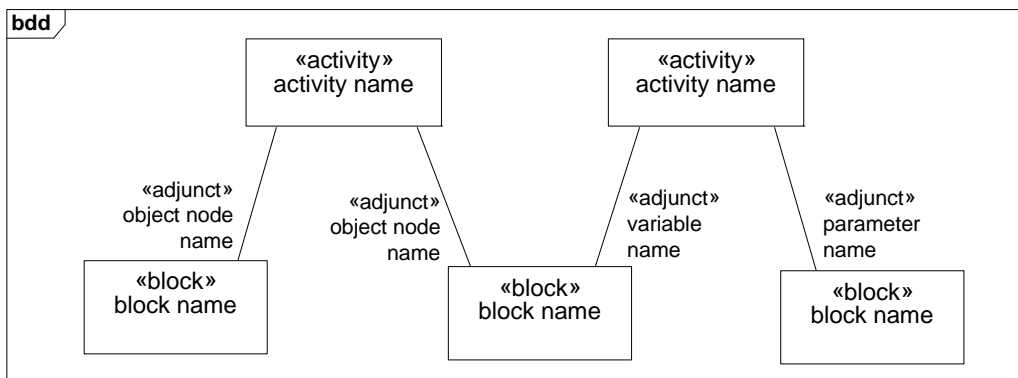 bdd
«activity»
activity name
«activity»
activity name
«adjunct»
object node
name
«adjunct»
object node
name
«adjunct»
variable
name
«adjunct»
parameter
name
«block»
block name
«block»
block name
«block»
block name